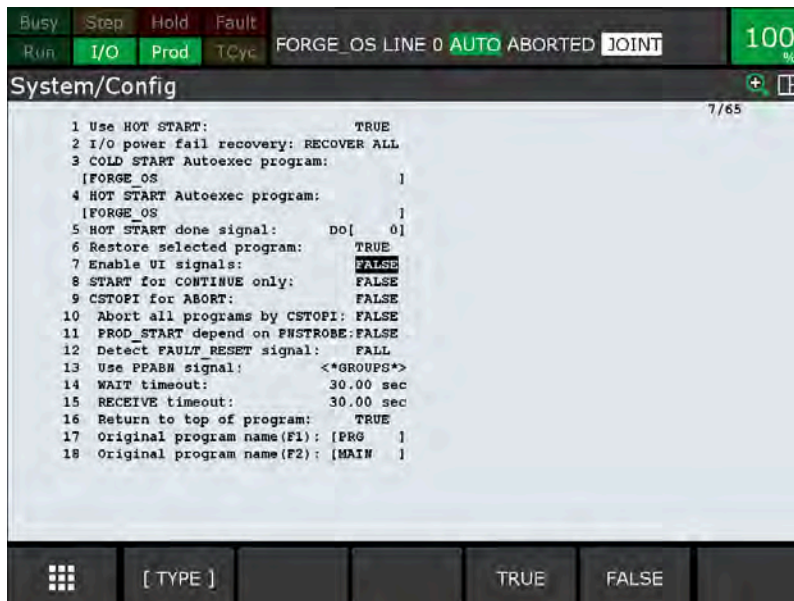 Busy Step Hold Fault
Run I/O Prod TCyc
FORGE_OS LINE 0 AUTO ABORTED JOINT
100 %
System/Config
7/65
1 Use HOT START: TRUE
2 I/O power fail recovery: RECOVER ALL
3 COLD START Autoexec program:
[FORGE_OS ]
4 HOT START Autoexec program:
[FORGE_OS ]
5 HOT START done signal: DO[ 0]
6 Restore selected program: TRUE
7 Enable UI signals: FALSE
8 START for CONTINUE only: FALSE
9 CSTOPI for ABORT: FALSE
10 Abort all programs by CSTOPI: FALSE
11 PROD_START depend on PNSTROBE:FALSE
12 Detect FAULT_RESET signal: FALL
13 Use PPABN signal: <*GROUPS*>
14 WAIT timeout: 30.00 sec
15 RECEIVE timeout: 30.00 sec
16 Return to top of program: TRUE
17 Original program name(F1): [PRG ]
18 Original program name(F2): [MAIN ]
[ TYPE ] TRUE FALSE